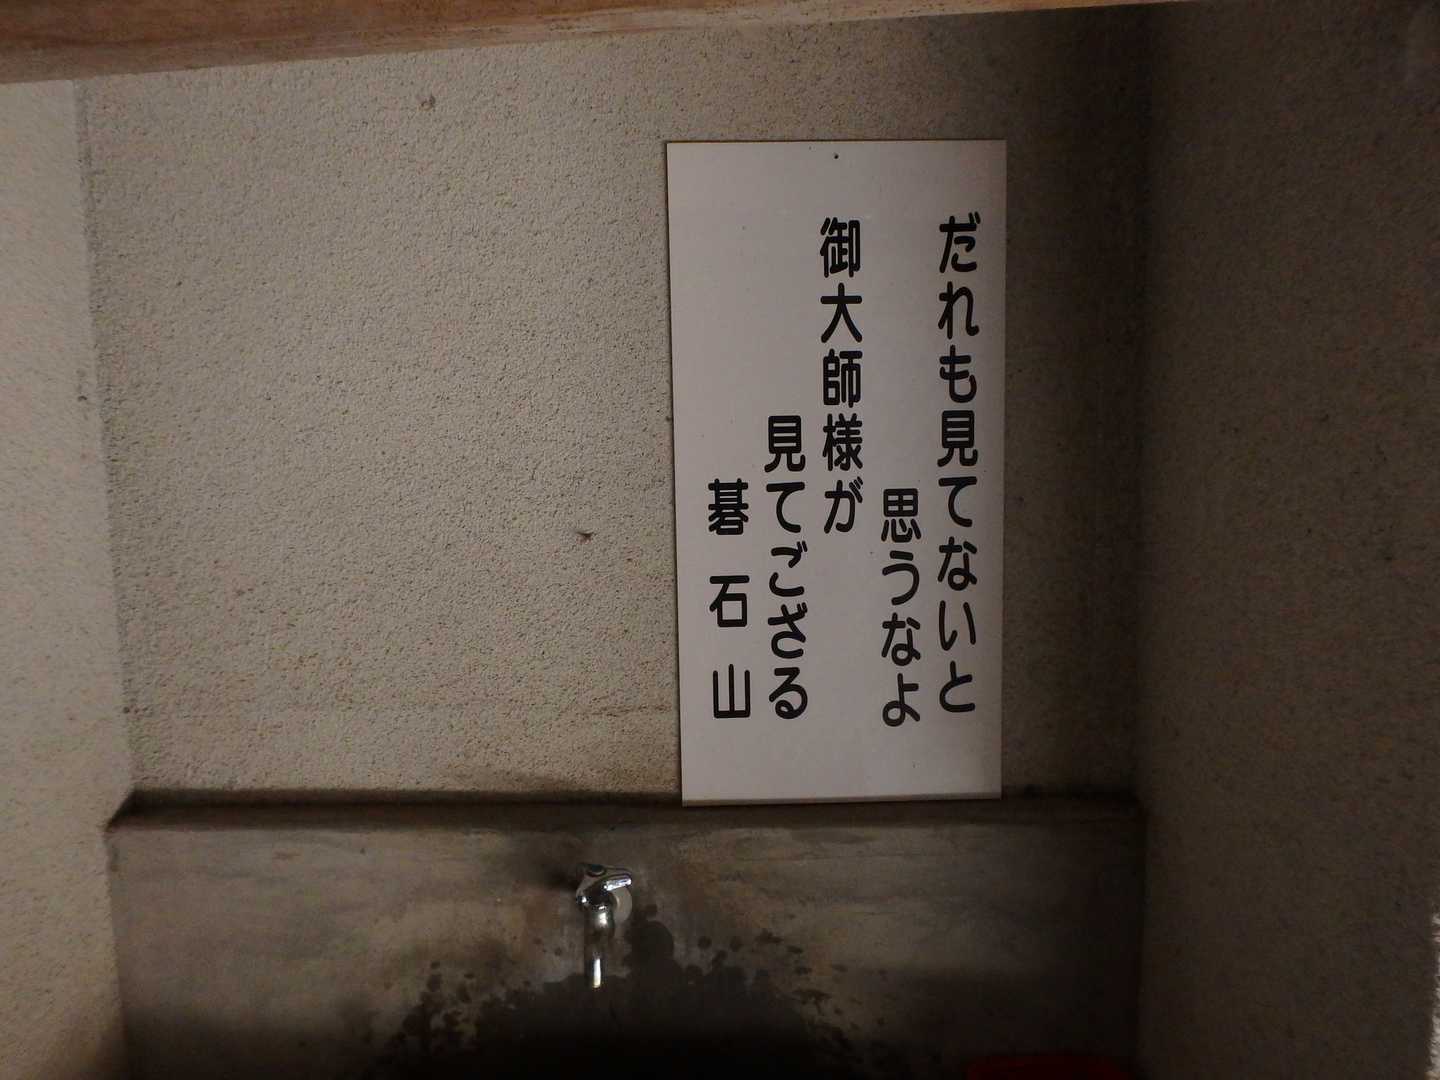 だれも見てないと
思うなよ
御大師様が
見てござる
碁石山